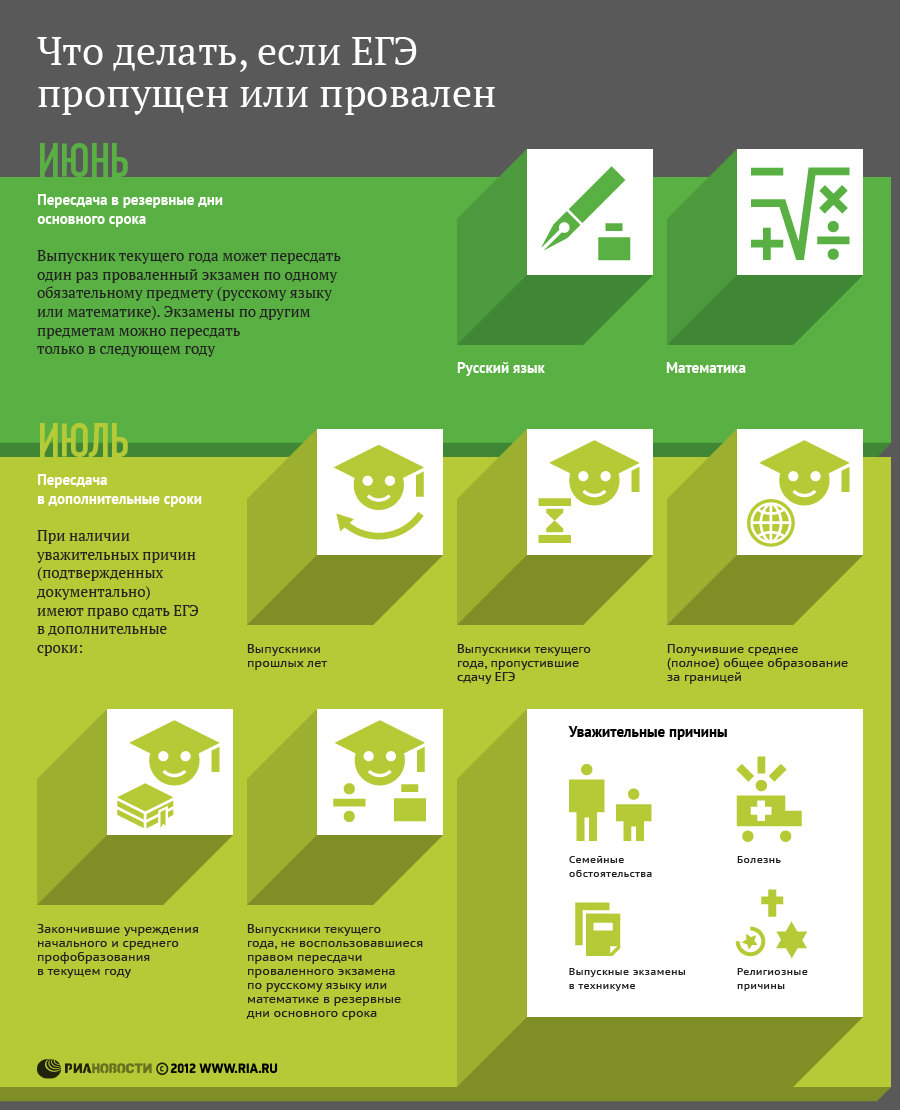 Что делать, если ЕГЭ
пропущен или провален
ИЮНЬ
Пересдача в резервные дни
основного срока
Выпускник текущего года может пересдать
один раз проваленный экзамен по одному
обязательному предмету (русскому языку
или математике). Экзамены по другим
предметам можно пересдать
только в следующем году
Русский язык
Математика
ИЮЛЬ
Пересдача
в дополнительные сроки
При наличии
уважительных причин
(подтвержденных
документально)
имеют право сдать ЕГЭ
в дополнительные
сроки:
Выпускники
прошлых лет
Выпускники текущего
года, пропустившие
сдачу ЕГЭ
Получившие среднее
(полное) общее образование
за границей
Закончившие учреждения
начального и среднего
профобразования
в текущем году
Выпускники текущего
года, не воспользовавшиеся
правом пересдачи
проваленного экзамена
по русскому языку или
математике в резервные
дни основного срока
Уважительные причины
Семейные
обстоятельства
Болезнь
Выпускные экзамены
в техникуме
Религиозные
причины
РИАНОВОСТИ © 2012 WWW.RIA.RU